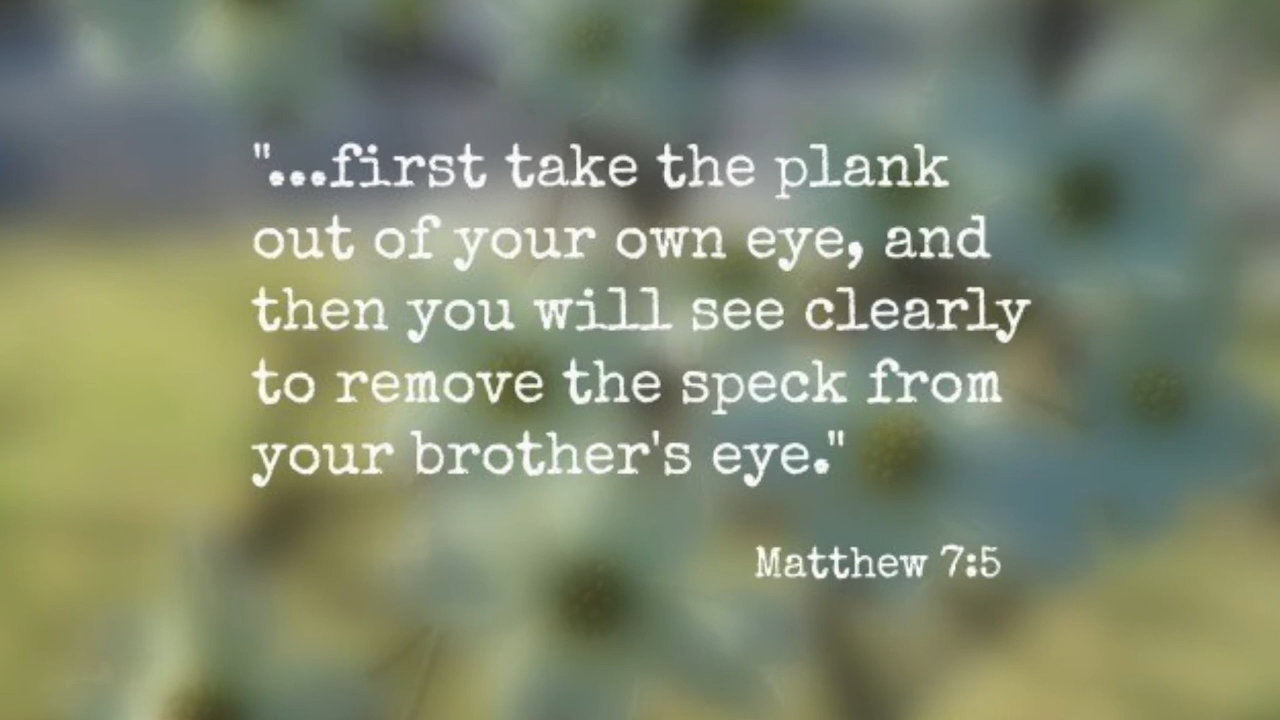 "...first take the plank
out of your own eye, and
then you will see clearly
to remove the speck from
your brother's eye."
Matthew 7:5